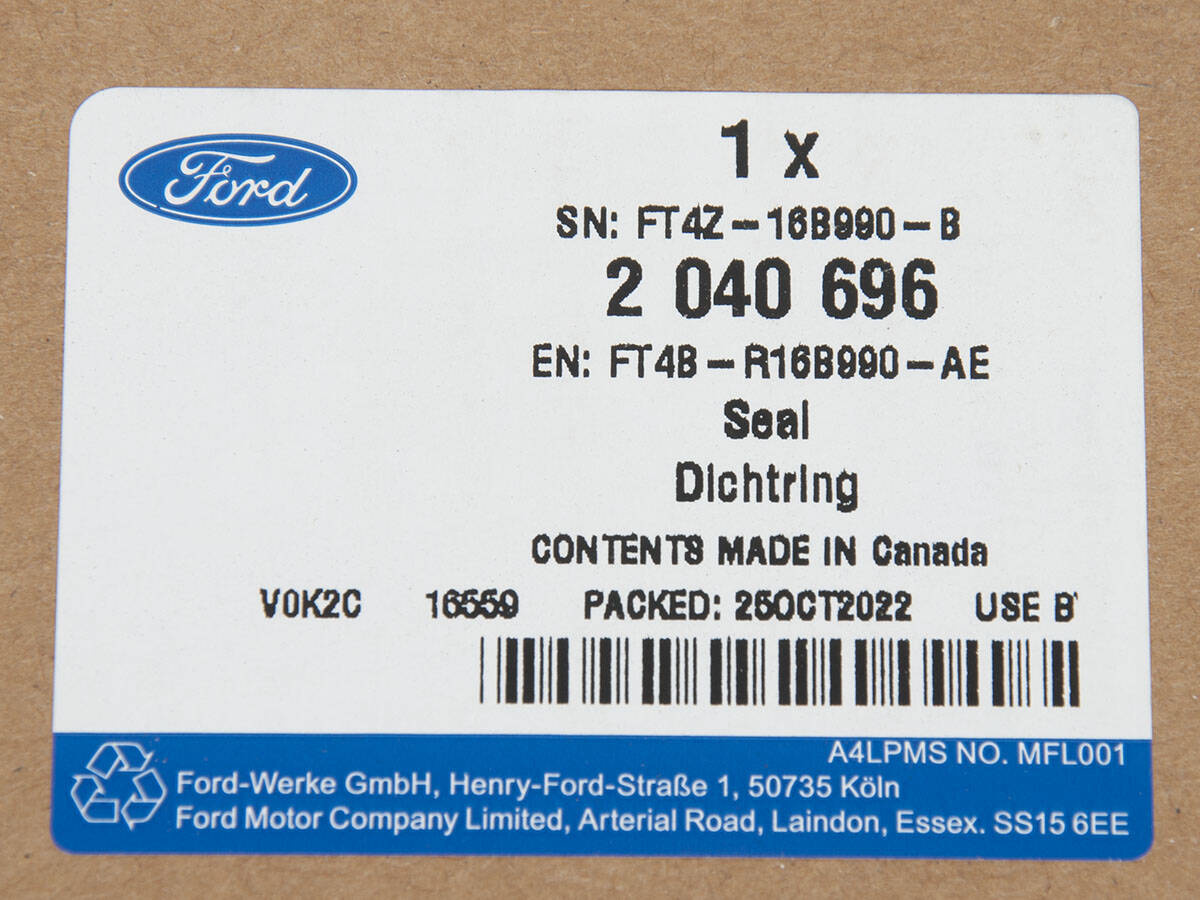 Ford
1 x
SN: FT4Z-16B990-B
2 040 696
EN: FT4B-R16B990-AE
Seal
Dichtring
CONTENTS MADE IN Canada
V0K2C 16559 PACKED: 25OCT2022 USE B
A4LPMS NO. MFL001
Ford-Werke GmbH, Henry-Ford-Straße 1, 50735 Köln
Ford Motor Company Limited, Arterial Road, Laindon, Essex. SS15 6EE